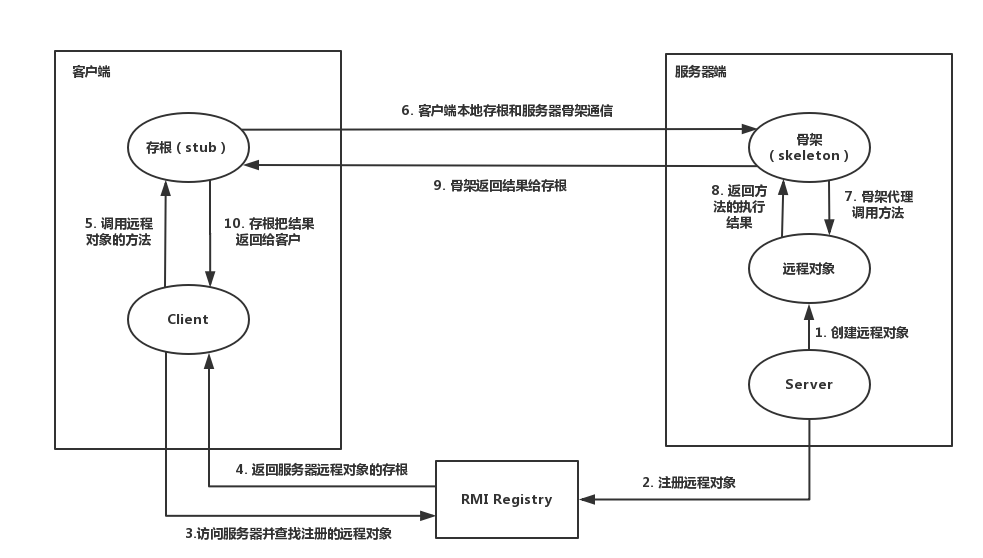 客户端
服务器端
6. 客户端本地存根和服务器骨架通信
存根（stub）
骨架
（skeleton）
9. 骨架返回结果给存根
5. 调用远程
对象的方法
10. 存根把结果
返回给客户
8. 返回方
法的执行
结果
7. 骨架代理
调用方法
远程对象
Client
1. 创建远程对象
Server
4. 返回服务器远程对象的存根
RMI Registry
2. 注册远程对象
3.访问服务器并查找注册的远程对象